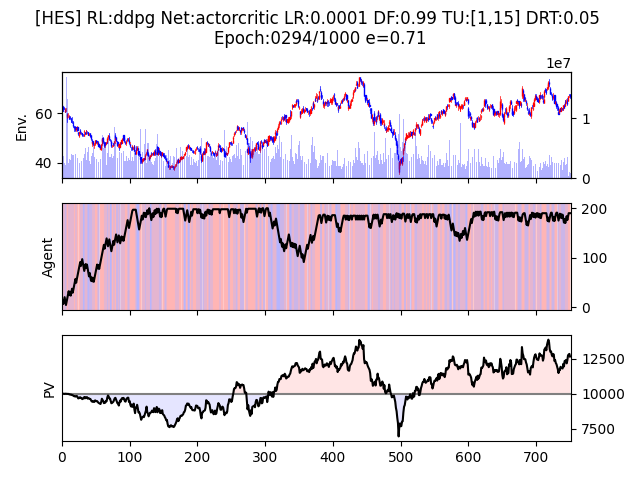 [HES] RL:ddpg Net:actorcritic LR:0.0001 DF:0.99 TU:[1,15] DRT:0.05
Epoch:0294/1000 e=0.71
1e7
Env.
60
40
1
0
Agent
200
100
0
PV
12500
10000
7500
0 100 200 300 400 500 600 700